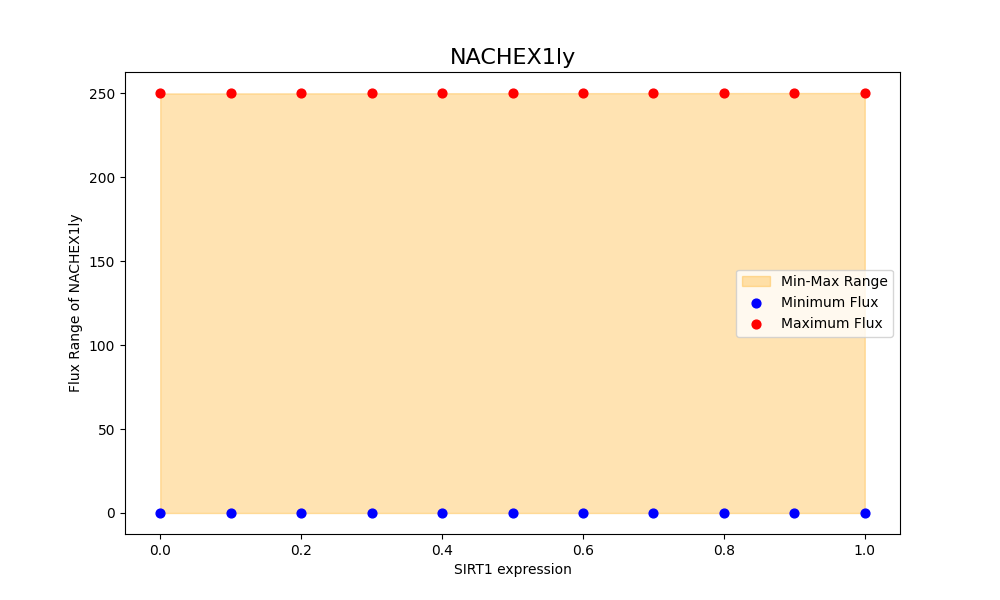 NACHEX1ly
250
200
150
100
50
0
Flux Range of NACHEX1ly
Min-Max Range
Minimum Flux
Maximum Flux
0.0 0.2 0.4 0.6 0.8 1.0
SIRT1 expression